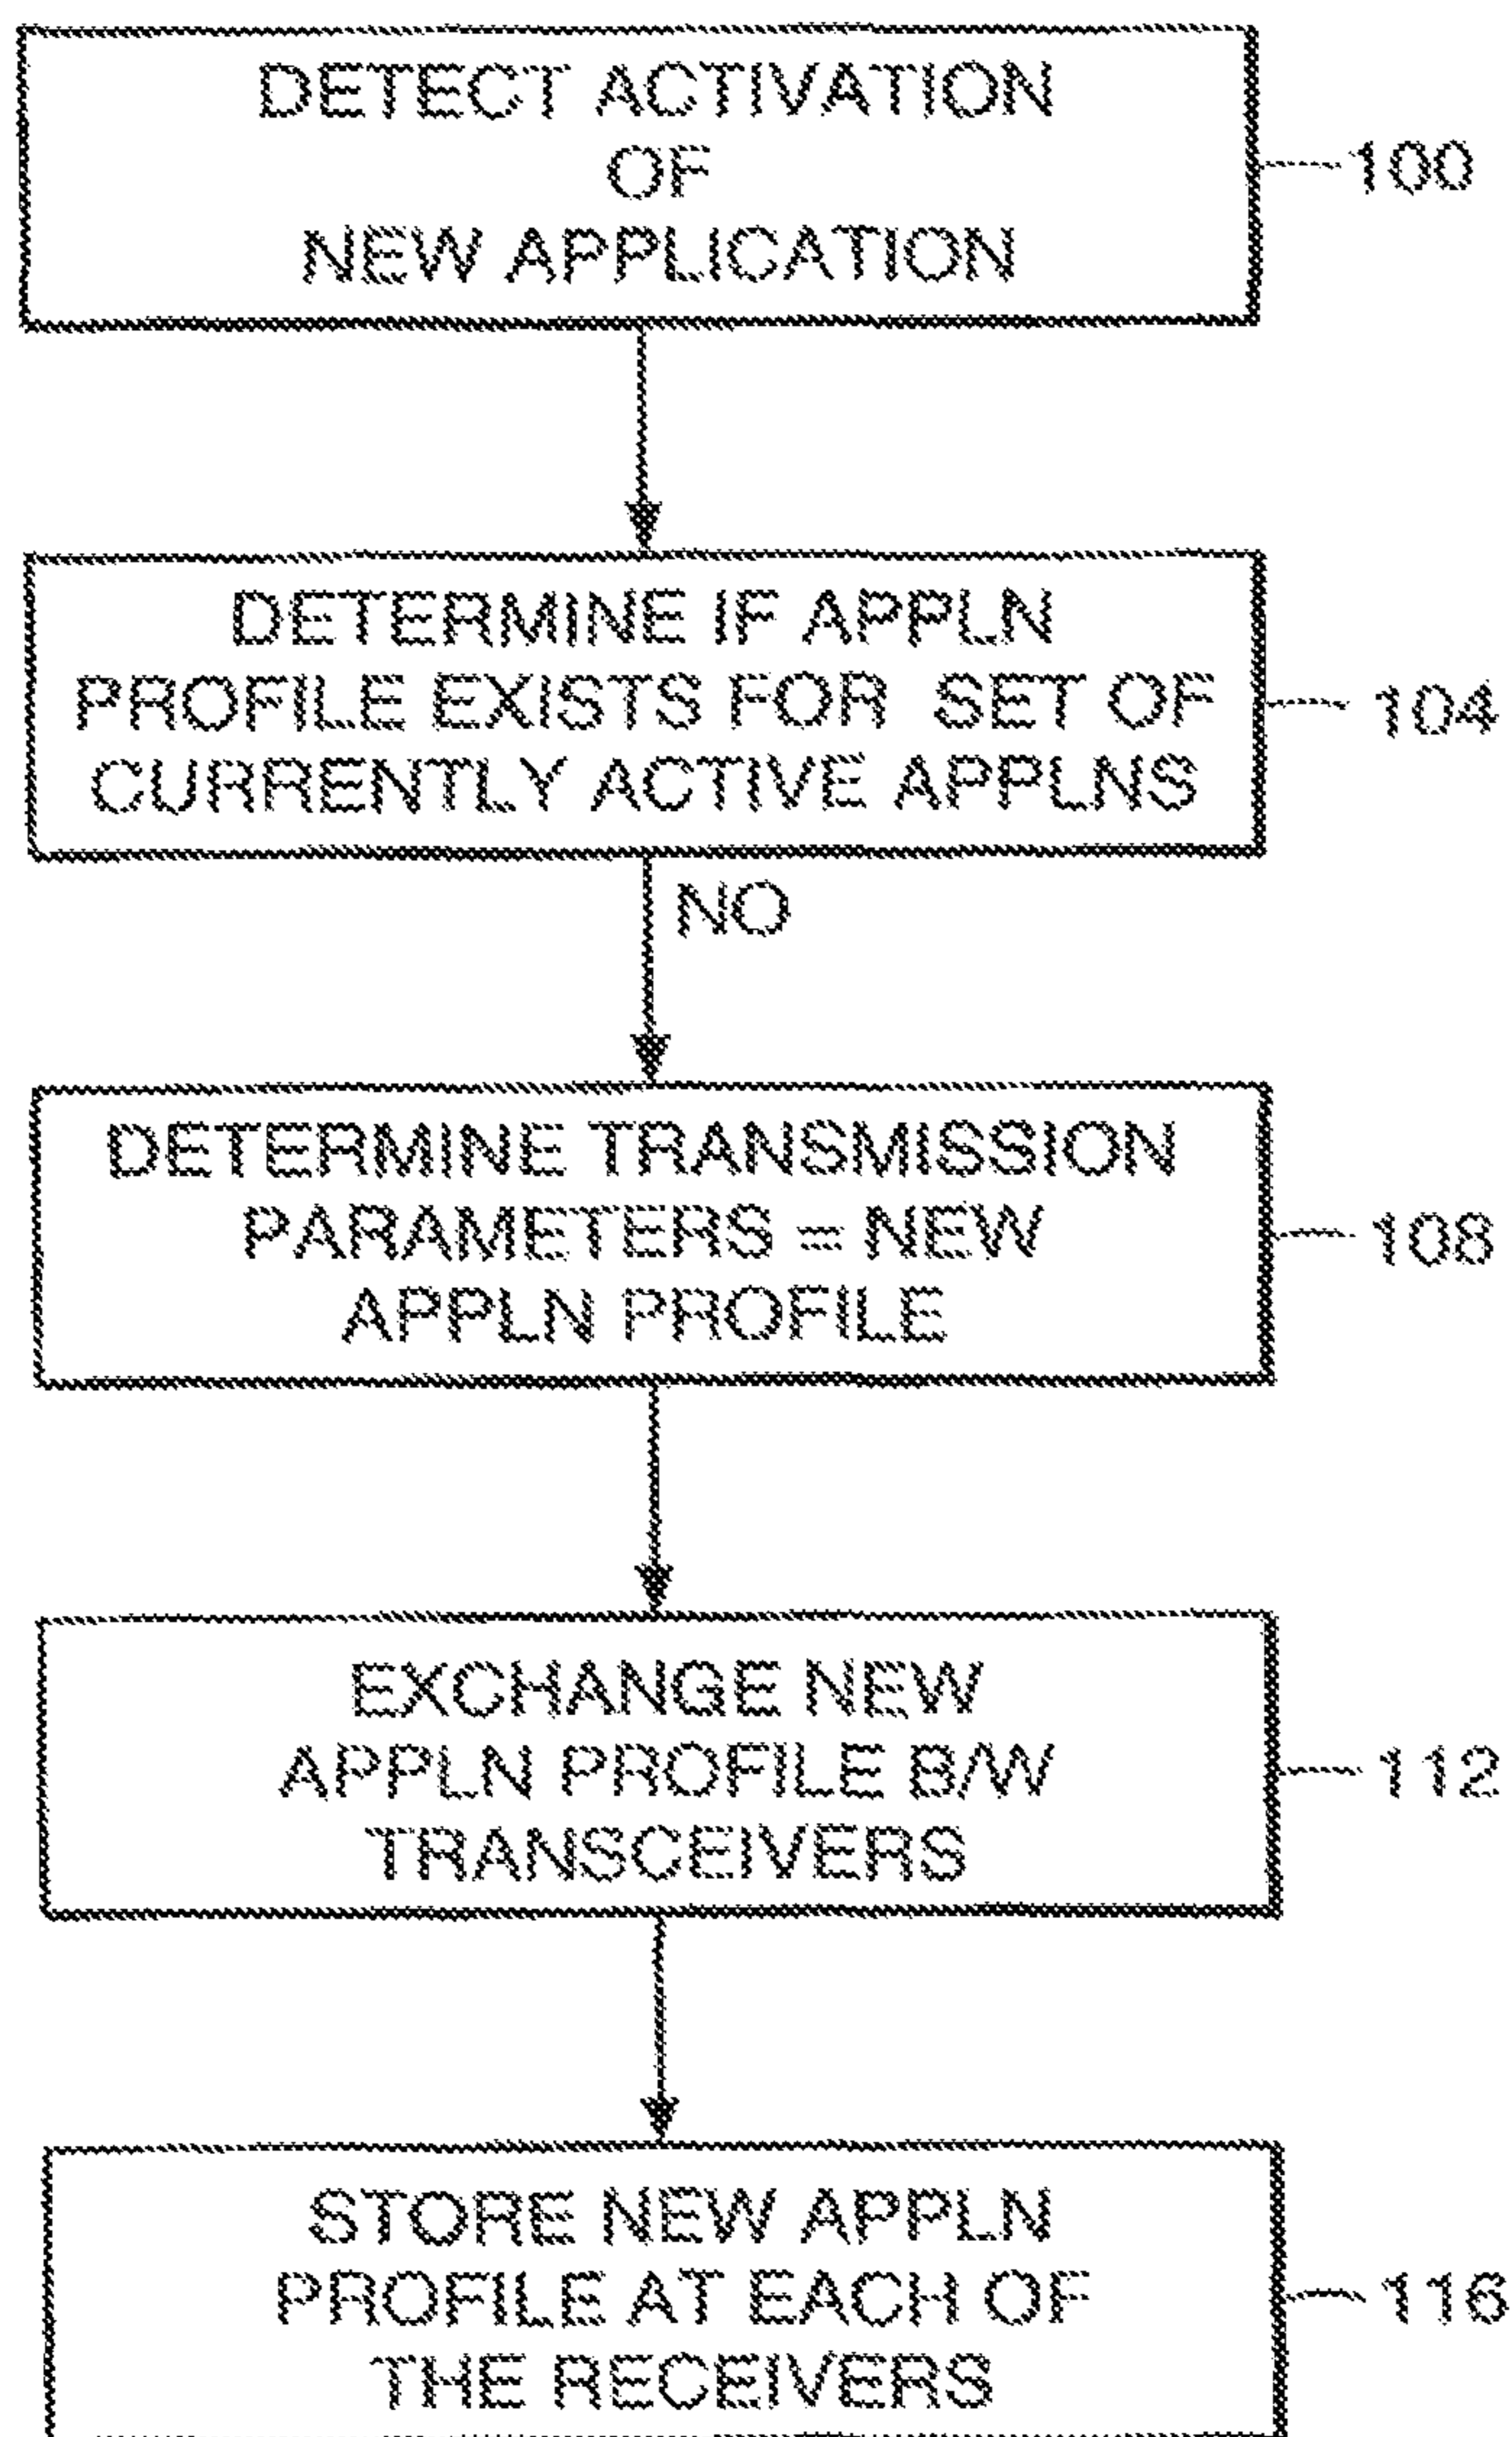 DETECT ACTIVATION
OF
NEW APPLICATION
100
DETERMINE IF APPLN
PROFILE EXISTS FOR SET OF
CURRENTLY ACTIVE APPLNS
104
NO
DETERMINE TRANSMISSION
PARAMETERS = NEW
APPLN PROFILE
108
EXCHANGE NEW
APPLN PROFILE B/W
TRANSCEIVERS
112
STORE NEW APPLN
PROFILE AT EACH OF
THE RECEIVERS
116